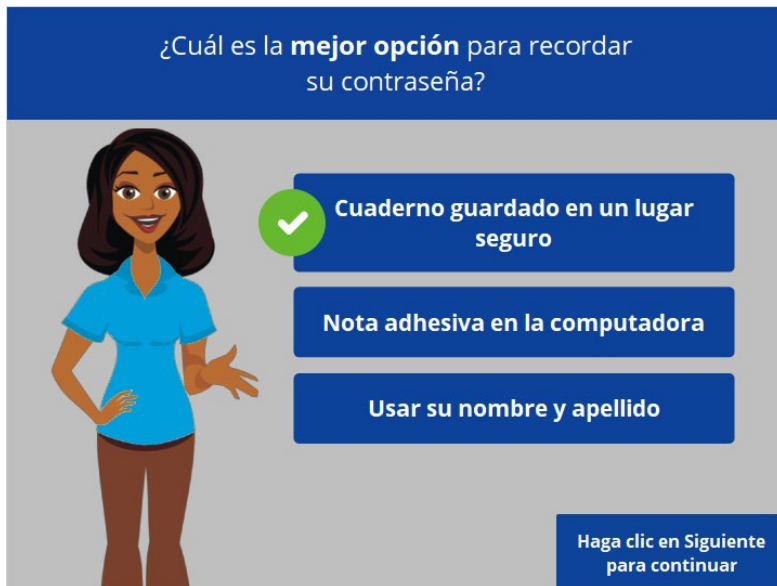 ¿Cuál es la mejor opción para recordar
su contraseña?
Cuaderno guardado en un lugar
seguro
Nota adhesiva en la computadora
Usar su nombre y apellido
Haga clic en Siguiente
para continuar